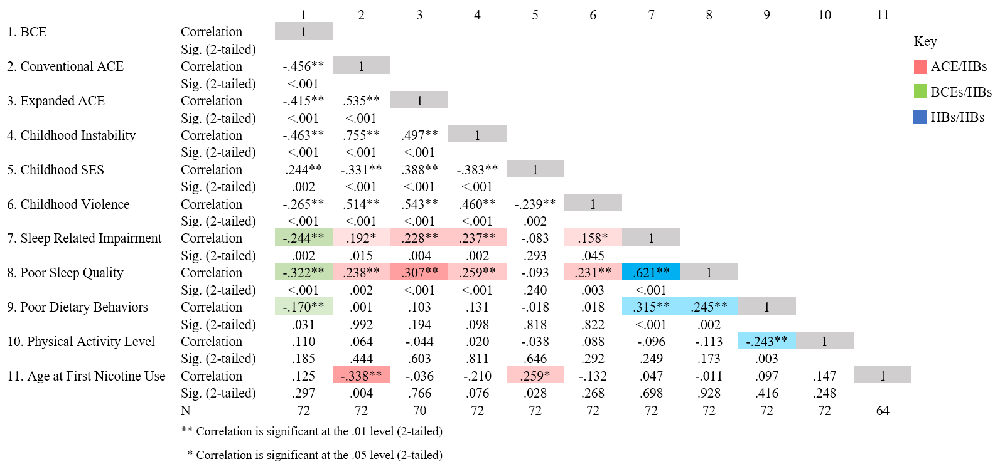 1 2 3 4 5 6 7 8 9 10 11
1. BCE Correlation 1
Sig. (2-tailed)
2. Conventional ACE Correlation -.456** 1
Sig. (2-tailed) <.001
3. Expanded ACE Correlation -.415** .535** 1
Sig. (2-tailed) <.001 <.001
4. Childhood Instability Correlation -.463** .755** .497** 1
Sig. (2-tailed) <.001 <.001 <.001
5. Childhood SES Correlation .244** -.331** .388** -.383** 1
Sig. (2-tailed) .002 <.001 <.001 <.001
6. Childhood Violence Correlation -.265** .514** .543** .460** -.239** 1
Sig. (2-tailed) <.001 <.001 <.001 <.001 .002
7. Sleep Related Impairment Correlation -.244** .192* .228** .237** -.083 .158* 1
Sig. (2-tailed) .002 .015 .004 .002 .293 .045
8. Poor Sleep Quality Correlation -.322** .238** .307** .259** -.093 .231** .621** 1
Sig. (2-tailed) <.001 .002 <.001 <.001 .240 .003 <.001
9. Poor Dietary Behaviors Correlation -.170** .001 .103 .131 -.018 .018 .315** .245** 1
Sig. (2-tailed) .031 .992 .194 .098 .818 .822 <.001 .002
10. Physical Activity Level Correlation .110 .064 -.044 .020 -.038 .088 -.096 -.113 -.243** 1
Sig. (2-tailed) .185 .444 .603 .811 .646 .292 .249 .173 .003
11. Age at First Nicotine Use Correlation .125 -.338** -.036 -.210 .259* -.132 .047 -.011 .097 .147 1
Sig. (2-tailed) .297 .004 .766 .076 .028 .268 .698 .928 .416 .248
N 72 72 70 72 72 72 72 72 72 72 64
** Correlation is significant at the .01 level (2-tailed)
* Correlation is significant at the .05 level (2-tailed)
Key
ACE/HBs
BCEs/HBs
HBs/HBs